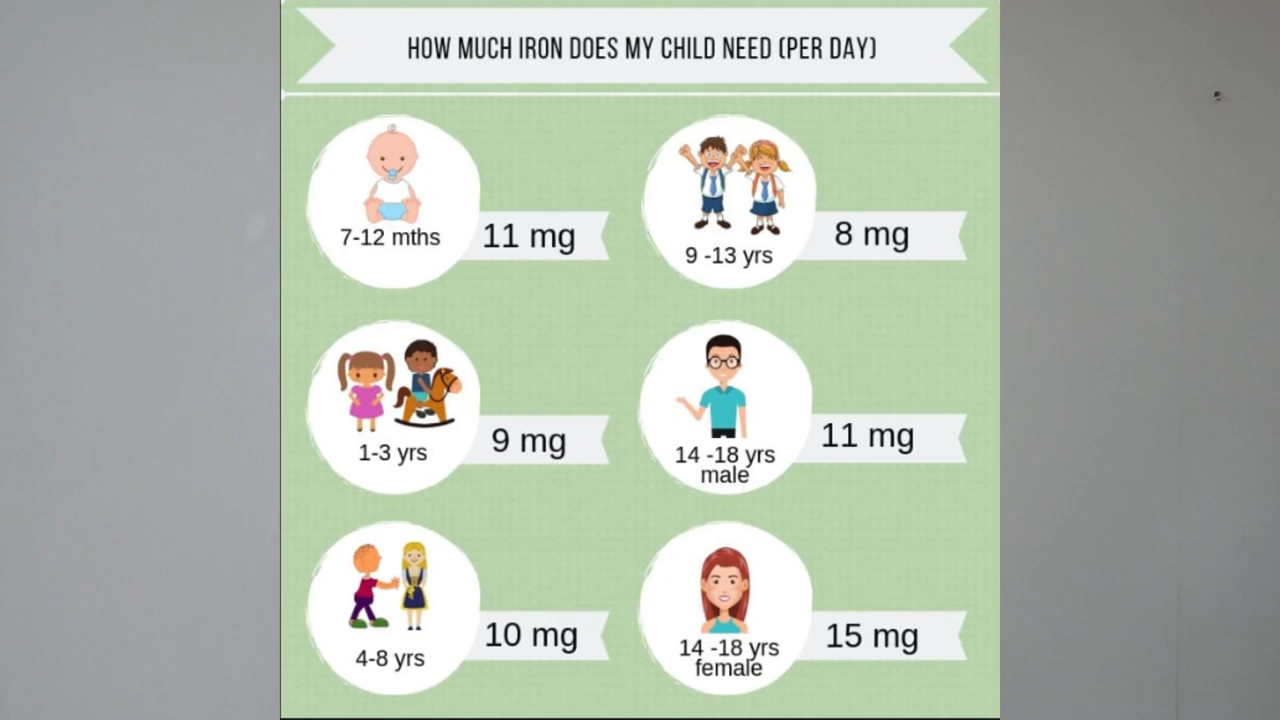 HOW MUCH IRON DOES MY CHILD NEED (PER DAY)
7-12 mths
11 mg
9 -13 yrs
8 mg
1-3 yrs
9 mg
14 -18 yrs
male
11 mg
4-8 yrs
10 mg
14 -18 yrs
female
15 mg